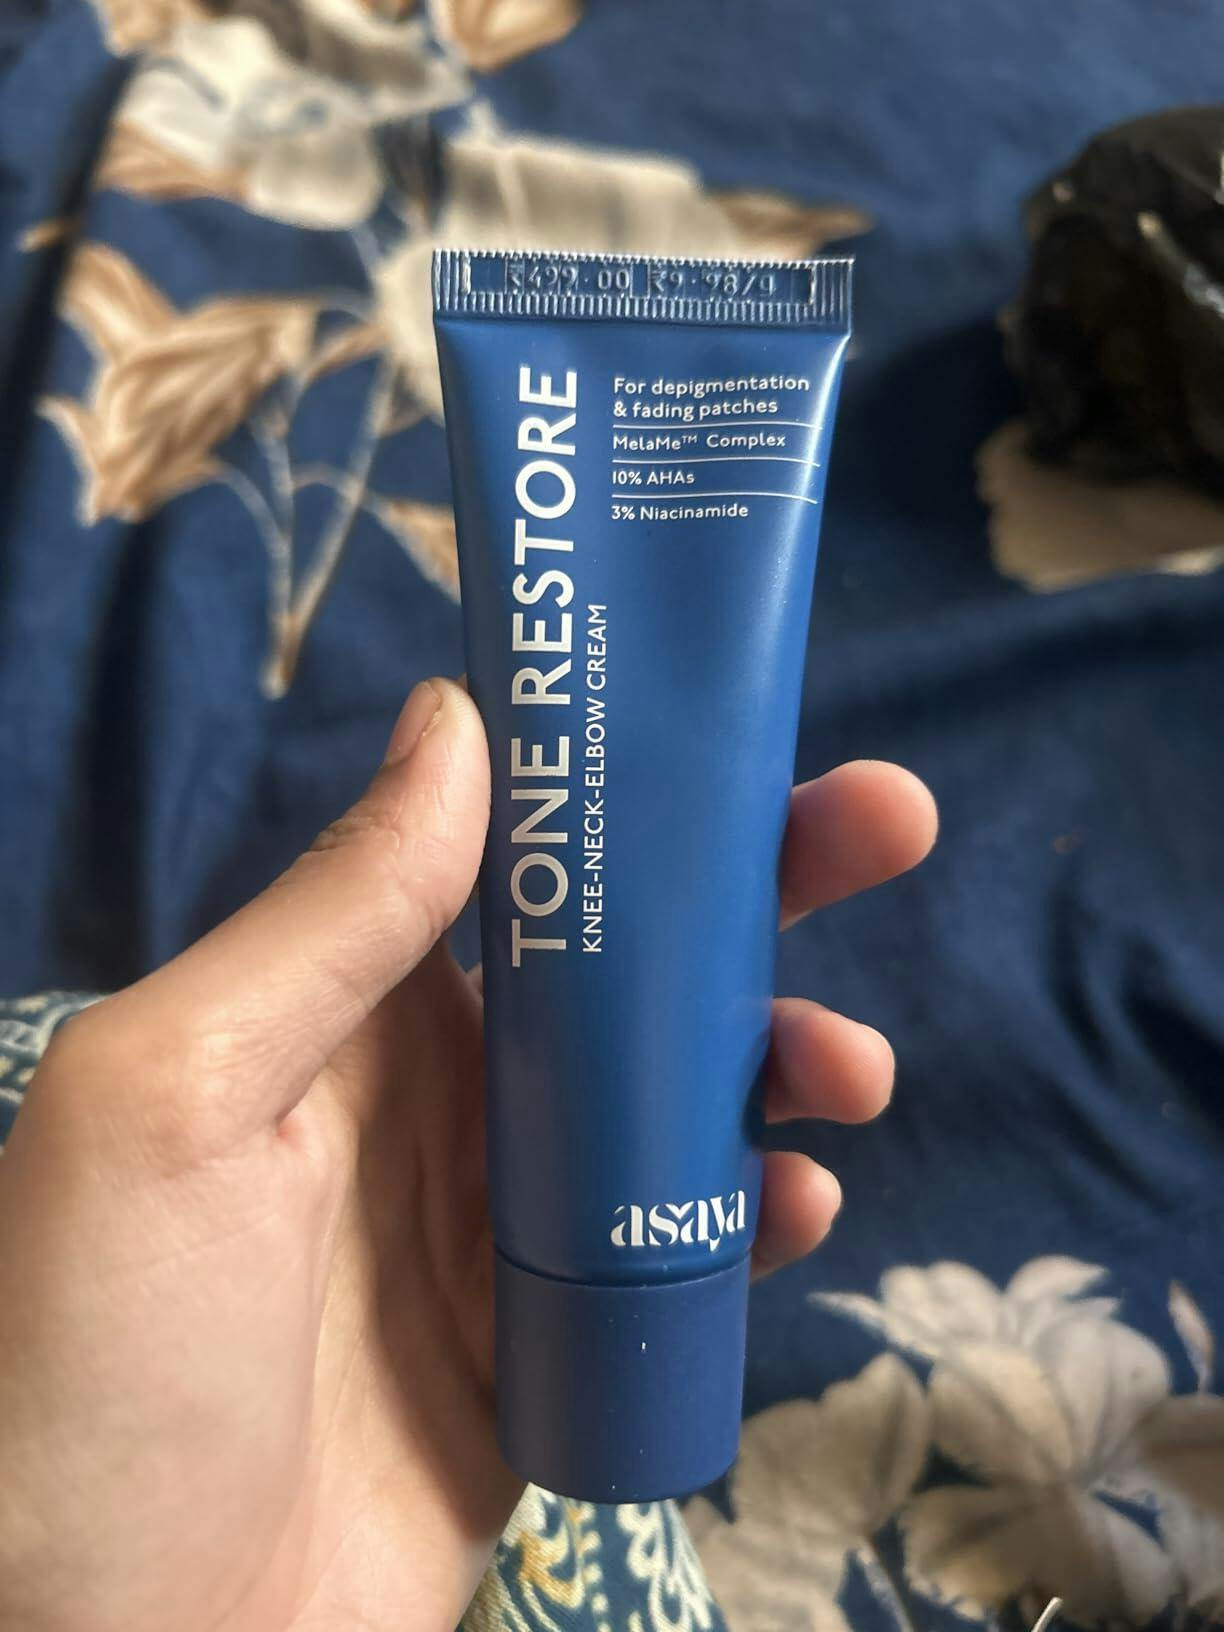 ₹499.00 ₹9.98/g
TONE RESTORE
KNEE-NECK-ELBOW CREAM
For depigmentation
& fading patches
MelaMe™ Complex
10% AHAs
3% Niacinamide
asaya